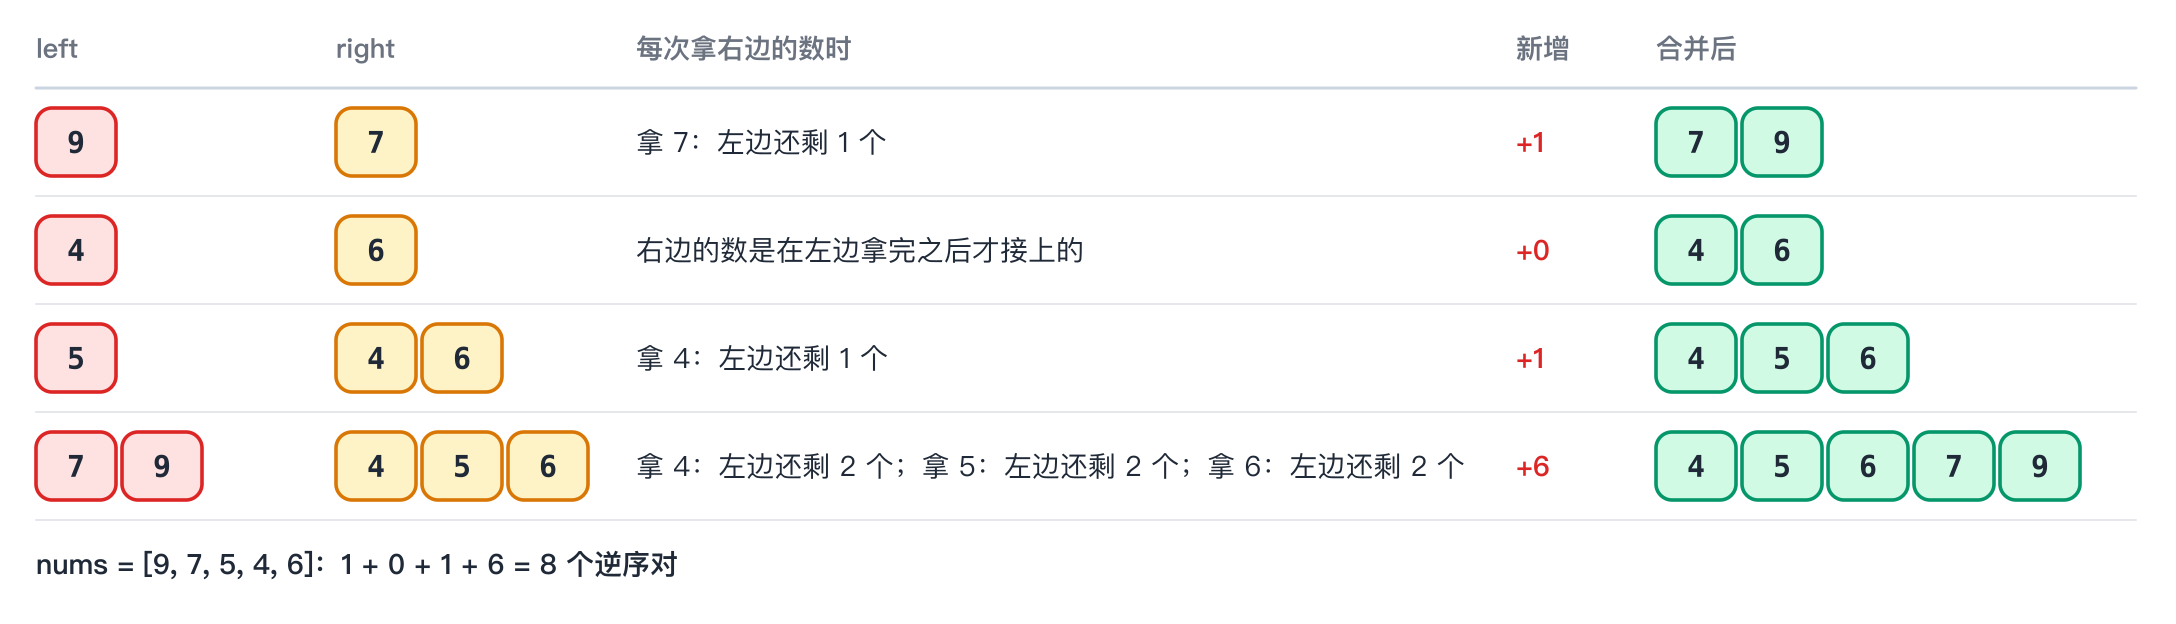 left right 每次拿右边的数时 新增 合并后
9 7 拿 7：左边还剩 1 个 +1 7 9
4 6 右边的数是在左边拿完之后才接上的 +0 4 6
5 4 6 拿 4：左边还剩 1 个 +1 4 5 6
7 9 4 5 6 拿 4：左边还剩 2 个；拿 5：左边还剩 2 个；拿 6：左边还剩 2 个 +6 4 5 6 7 9
nums = [9, 7, 5, 4, 6]：1 + 0 + 1 + 6 = 8 个逆序对